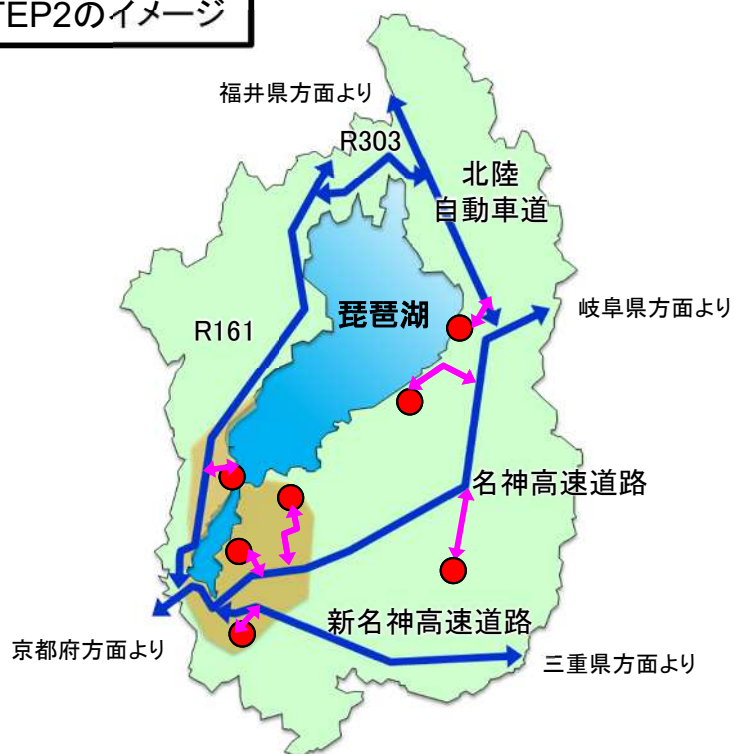 TEP2のイメージ
福井県方面より
R303
北陸
自動車道
岐阜県方面より
琵琶湖
R161
名神高速道路
新名神高速道路
京都府方面より
三重県方面より